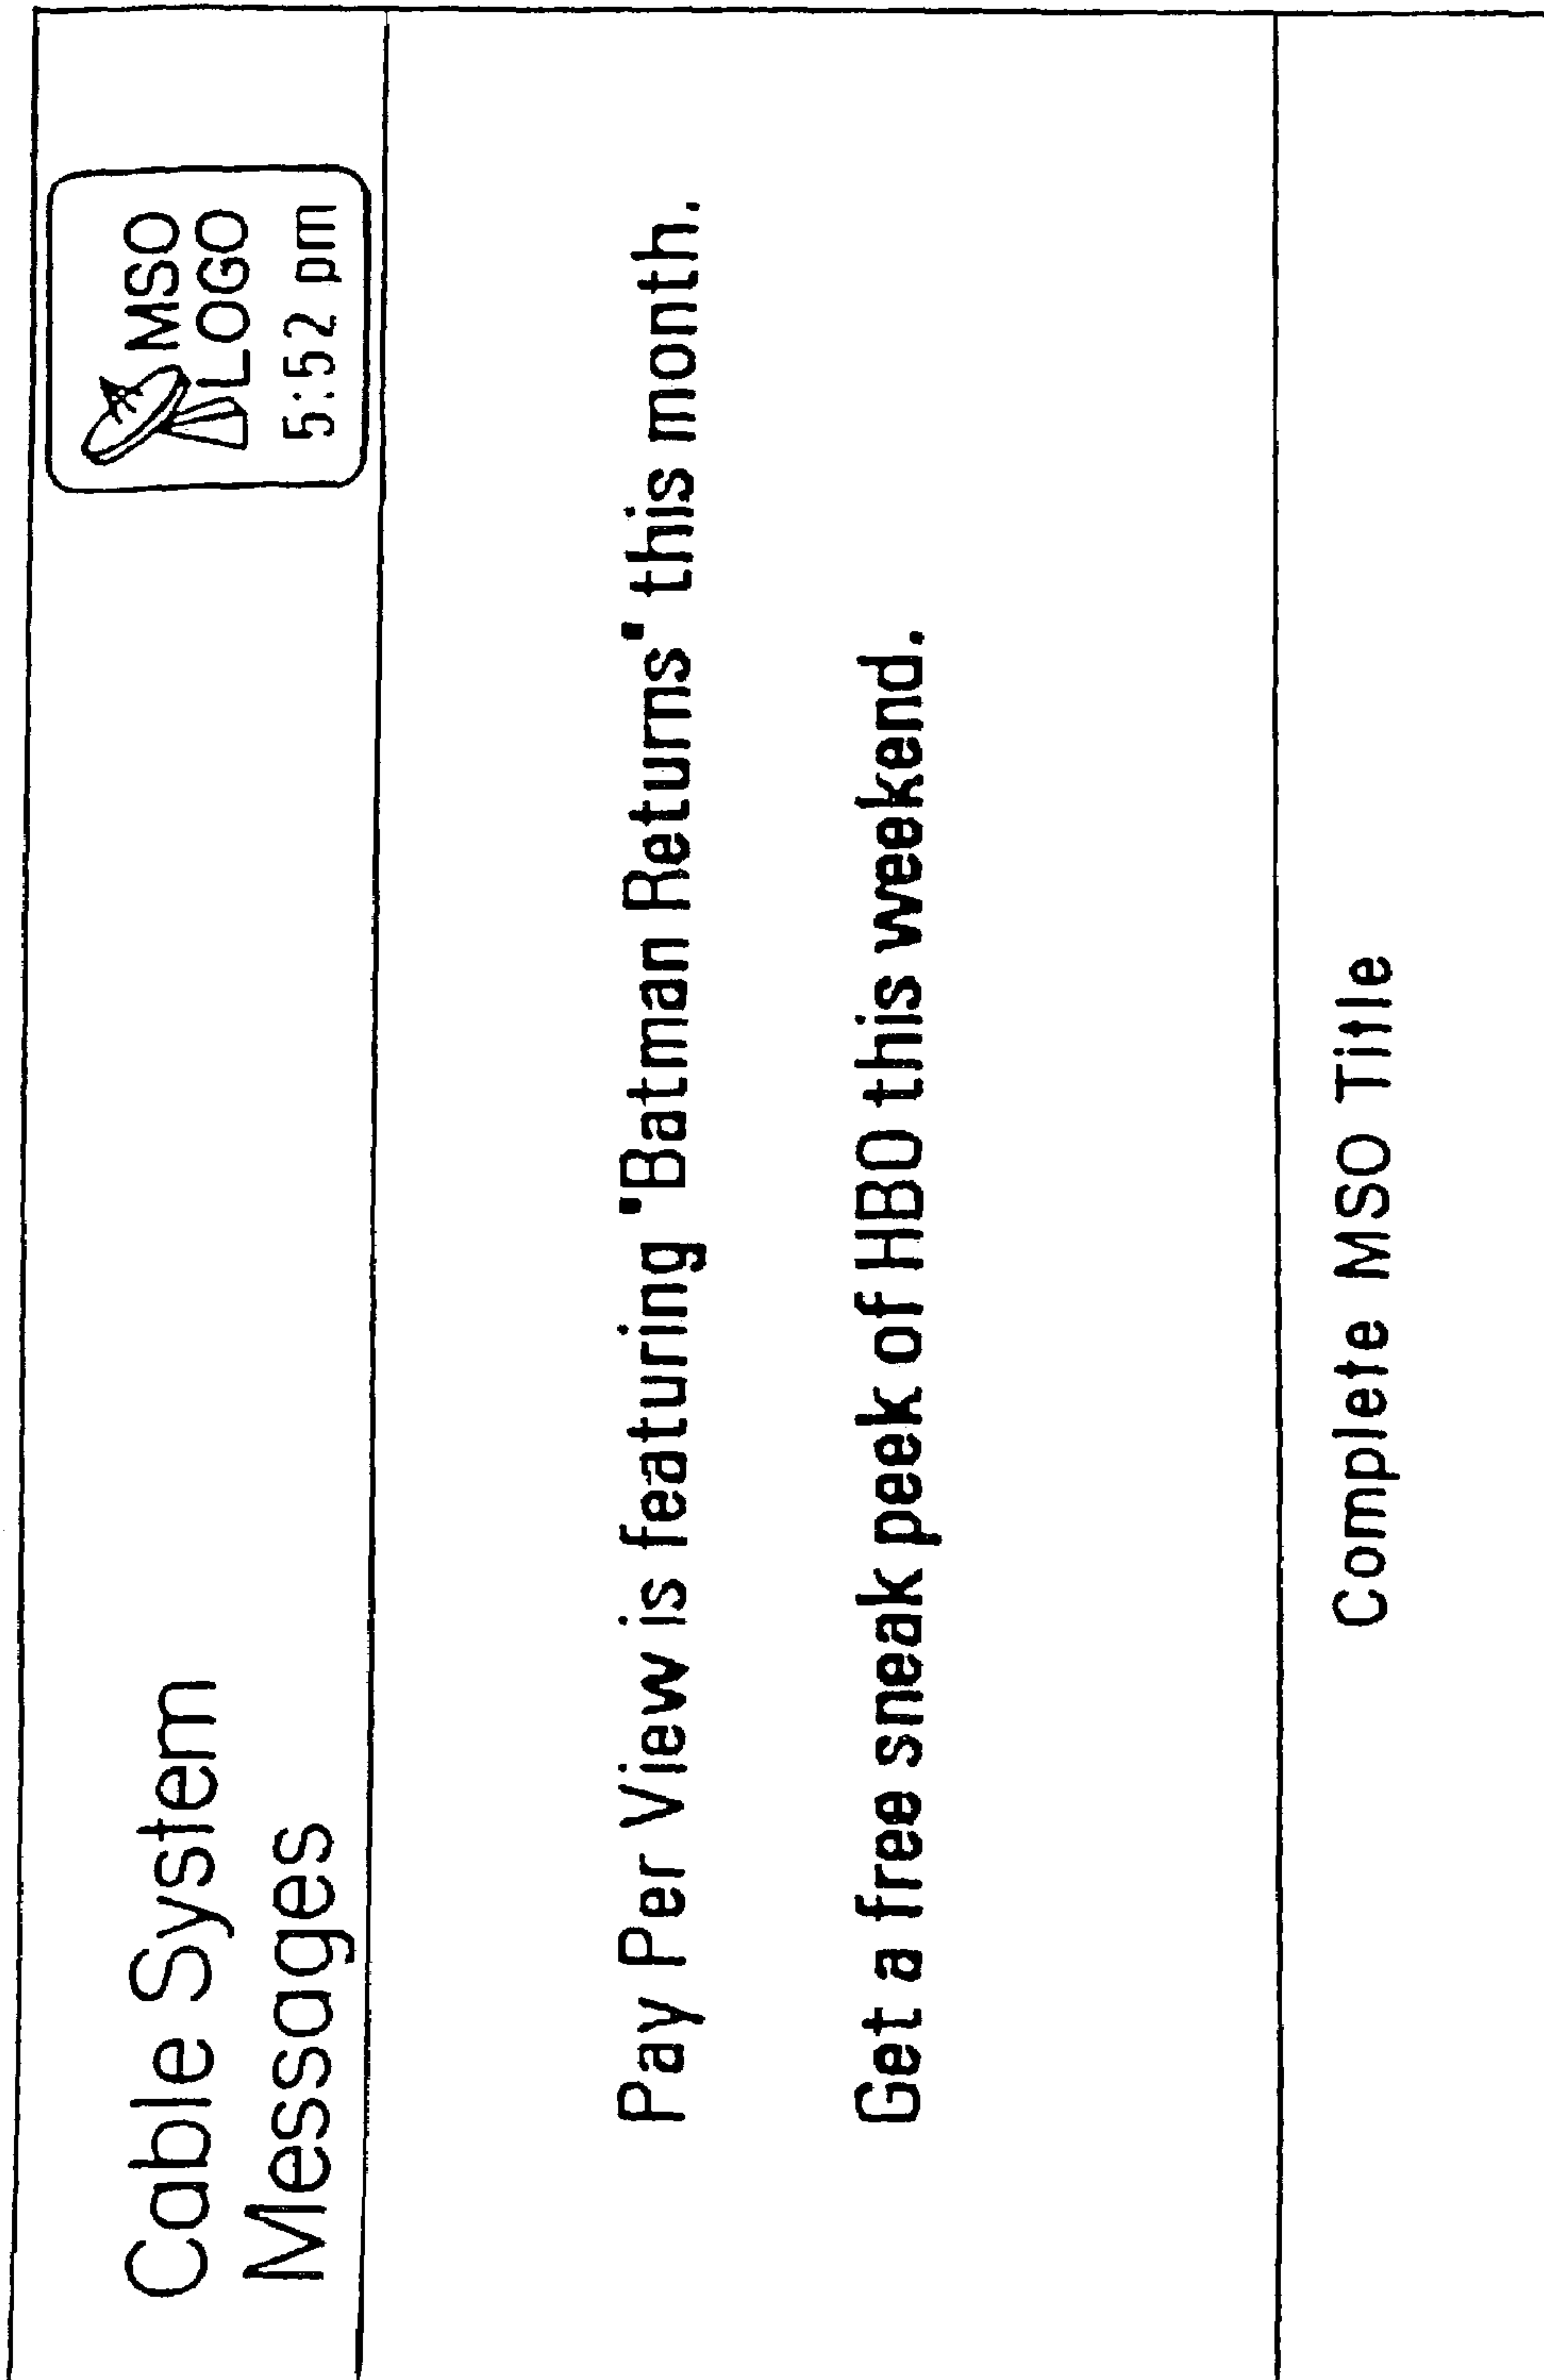 Cable System
Messages
MSO
LOGO
5:52 pm
Pay Per View is featuring "Batman Returns" this month.
Get a free sneak peek of HBO this weekend.
Complete MSO Title